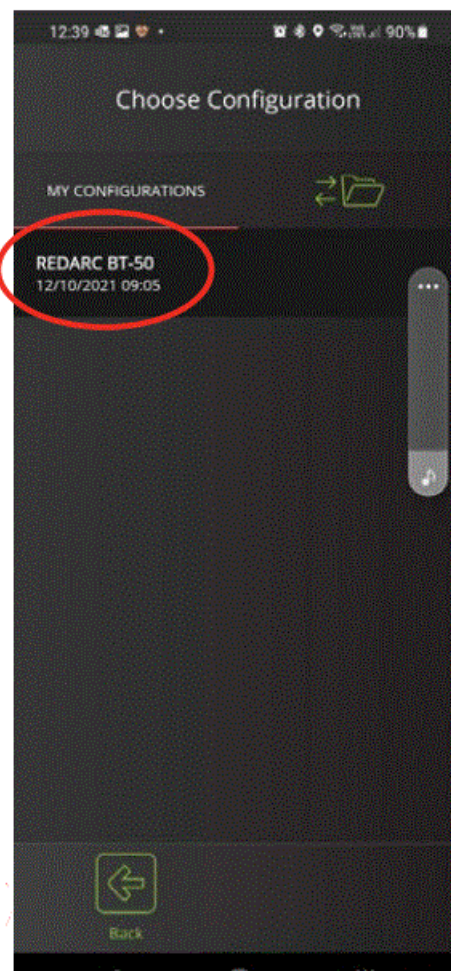 12:39
90%
Choose Configuration
MY CONFIGURATIONS
REDARC BT-50
12/10/2021 09:05
Back